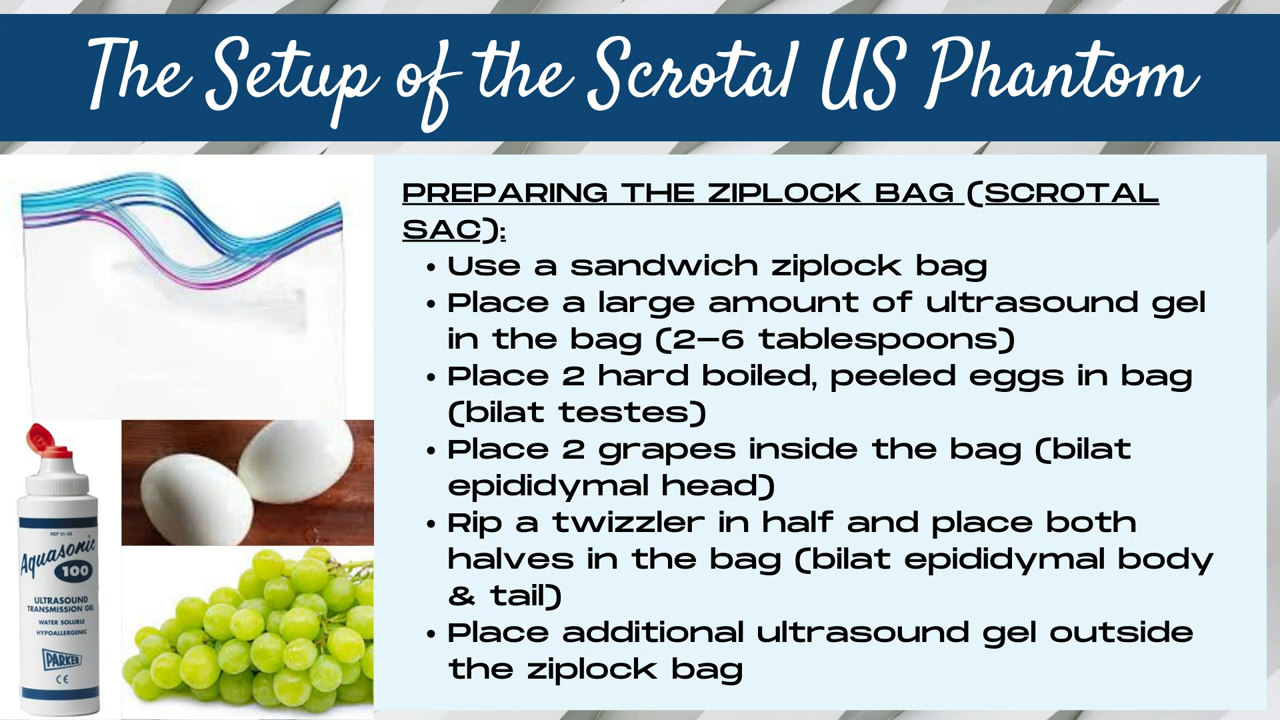 The Setup of the Scrotal US Phantom
PREPARING THE ZIPLOCK BAG (SCROTAL
SAC):
• Use a sandwich ziplock bag
• Place a large amount of ultrasound gel
in the bag (2–6 tablespoons)
• Place 2 hard boiled, peeled eggs in bag
(bilat testes)
• Place 2 grapes inside the bag (bilat
epididymal head)
• Rip a twizzler in half and place both
halves in the bag (bilat epididymal body
& tail)
• Place additional ultrasound gel outside
the ziplock bag
REF 01-08
Aquasonic
100
ULTRASOUND
TRANSMISSION GEL
WATER SOLUBLE
HYPOALLERGENIC
PARKER
CE